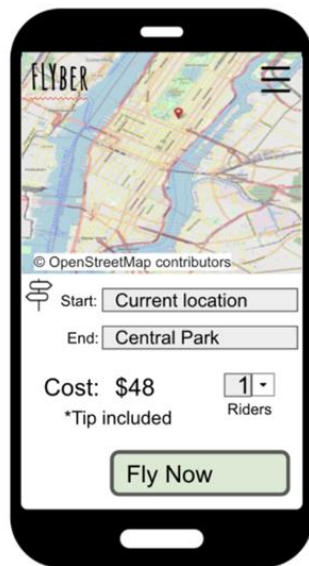 FLYBER
© OpenStreetMap contributors
Start: Current location
End: Central Park
Cost: $48 1
*Tip included Riders
Fly Now